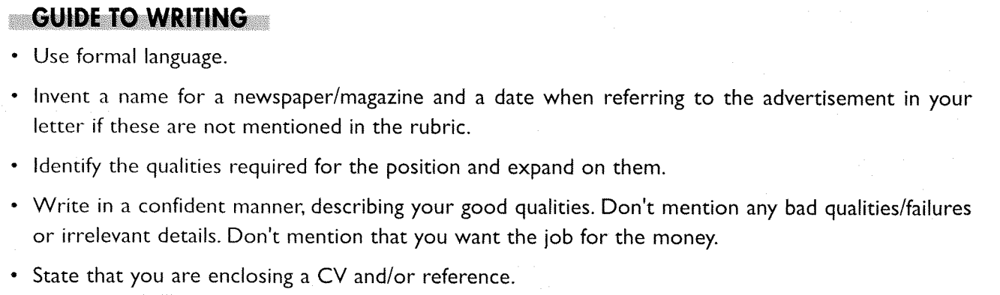 GUIDE TO WRITING
• Use formal language.
• Invent a name for a newspaper/magazine and a date when referring to the advertisement in your
letter if these are not mentioned in the rubric.
• Identify the qualities required for the position and expand on them.
• Write in a confident manner, describing your good qualities. Don't mention any bad qualities/failures
or irrelevant details. Don't mention that you want the job for the money.
• State that you are enclosing a CV and/or reference.